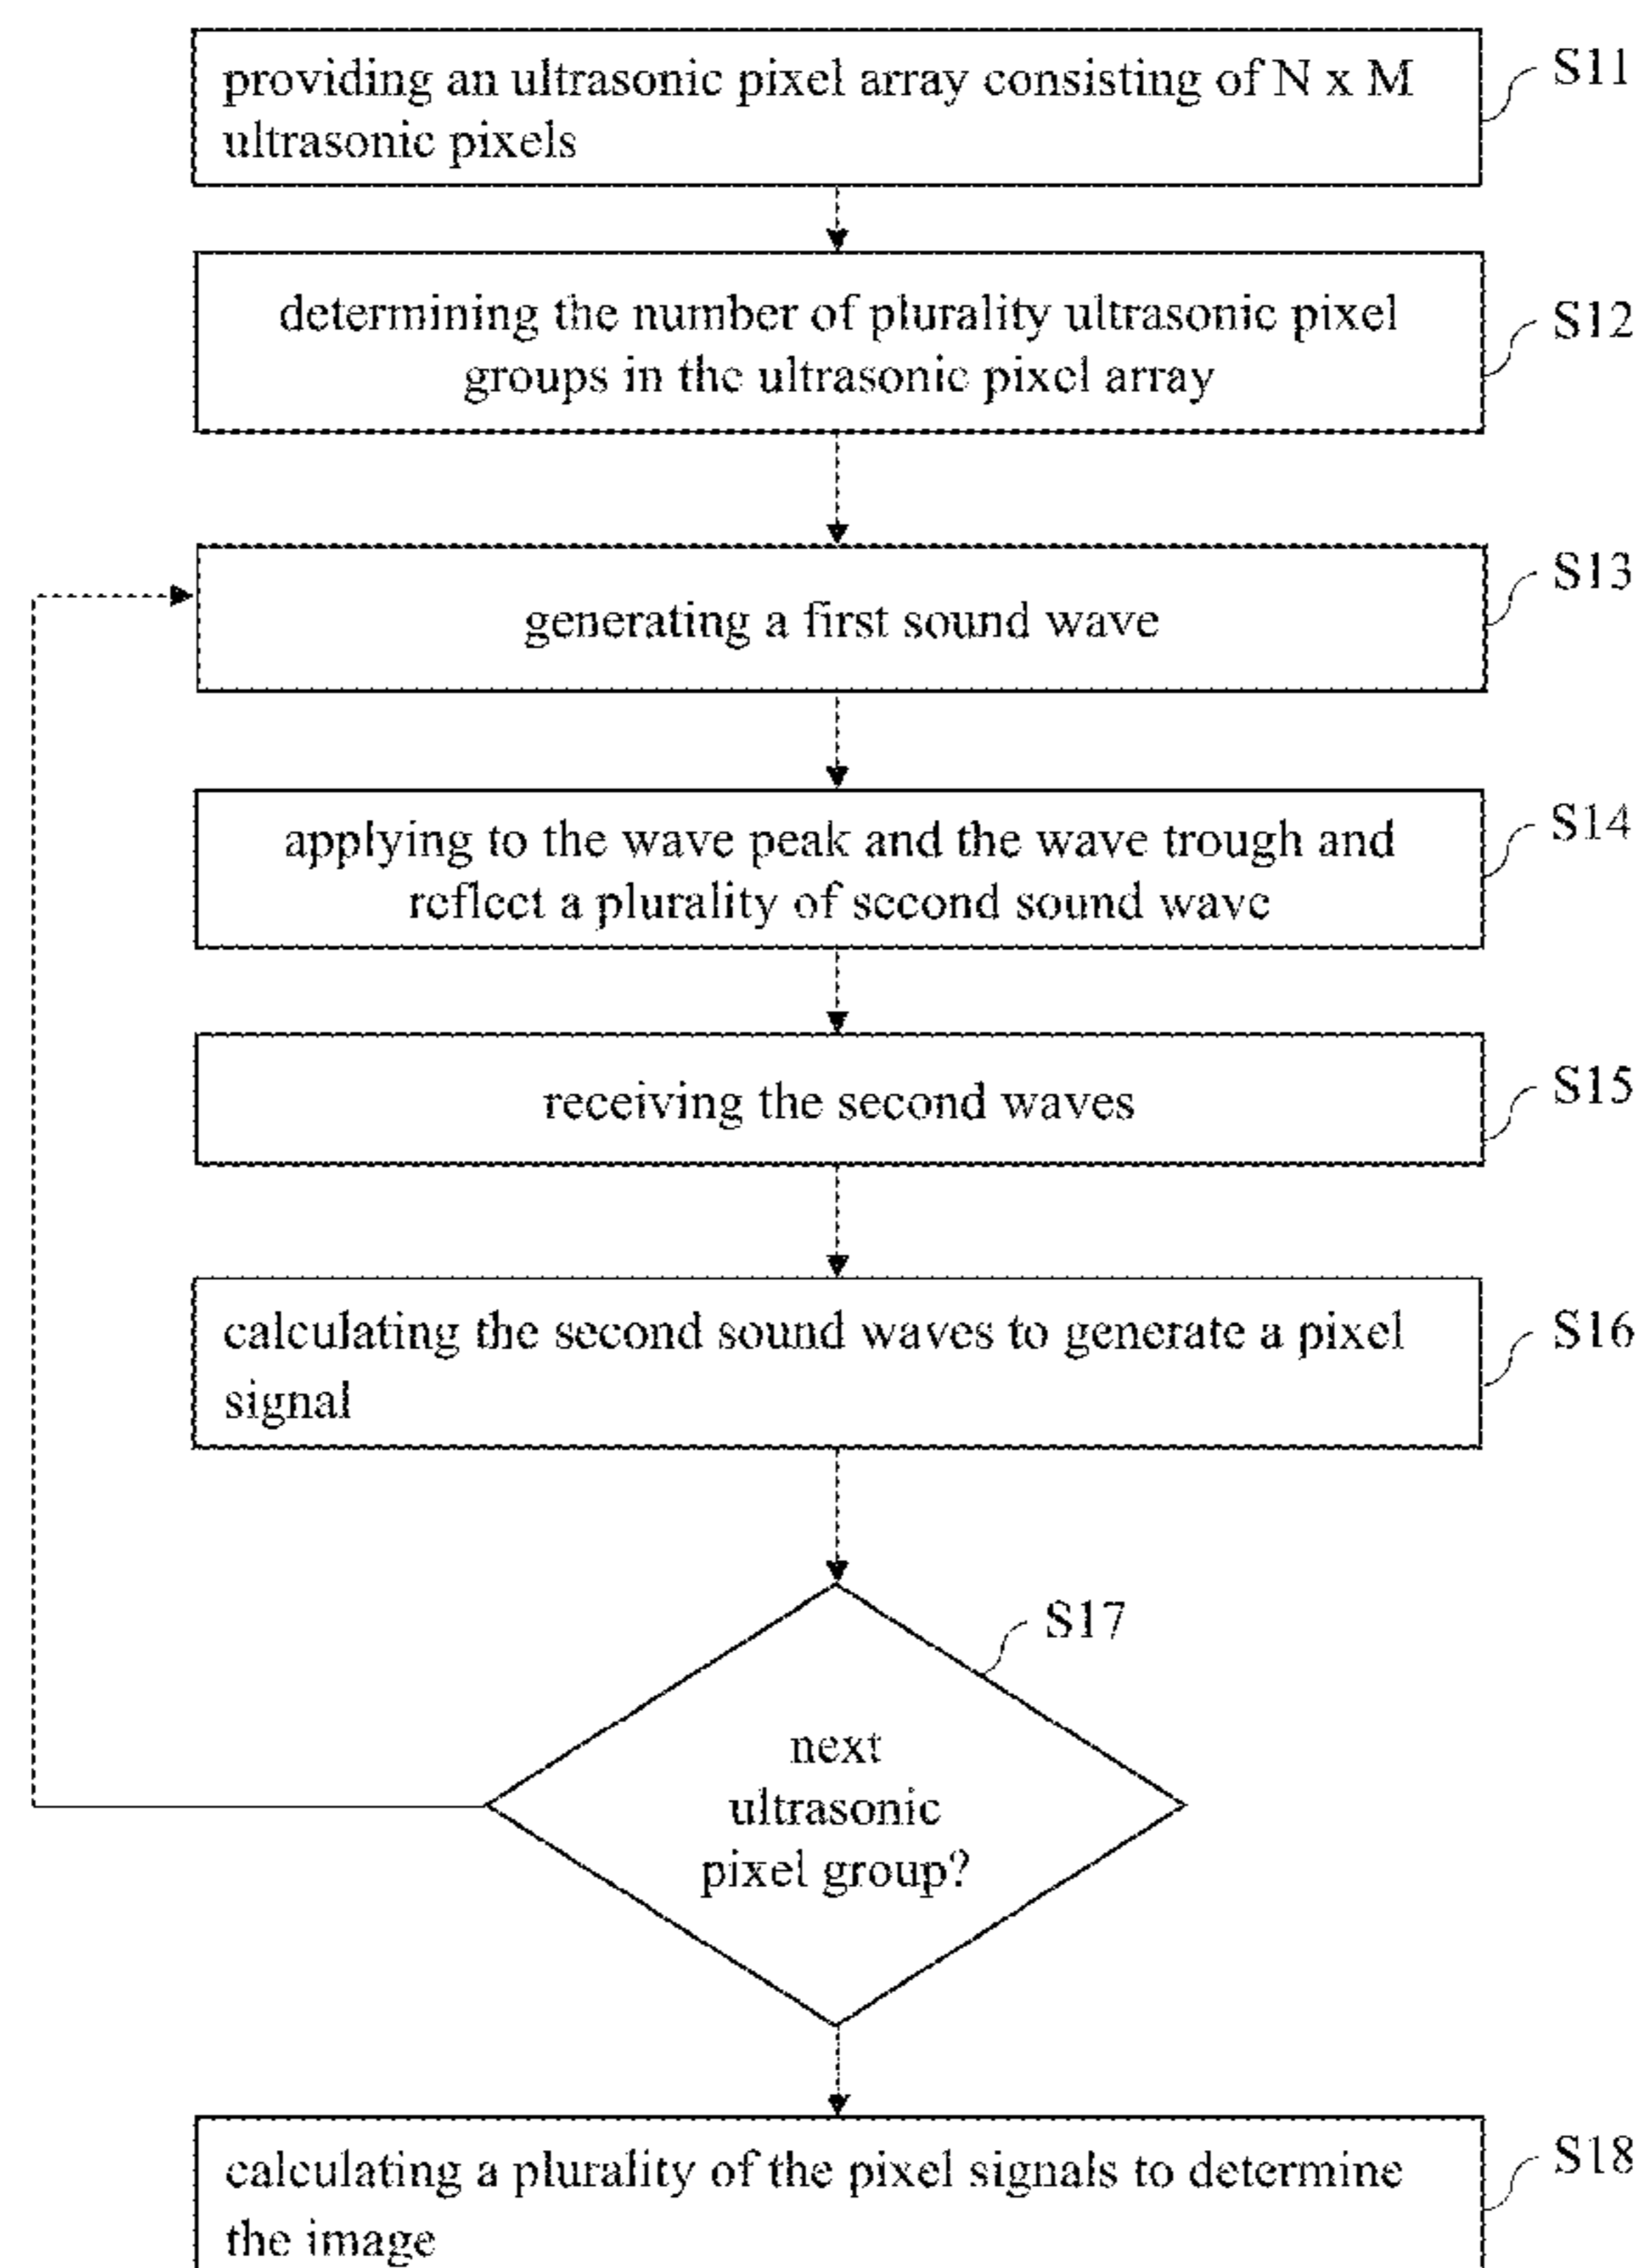 providing an ultrasonic pixel array consisting of N x M
ultrasonic pixels
S11
determining the number of plurality ultrasonic pixel
groups in the ultrasonic pixel array
S12
generating a first sound wave
S13
applying to the wave peak and the wave trough and
reflect a plurality of second sound wave
S14
receiving the second waves
S15
calculating the second sound waves to generate a pixel
signal
S16
next
ultrasonic
pixel group?
S17
calculating a plurality of the pixel signals to determine
the image
S18